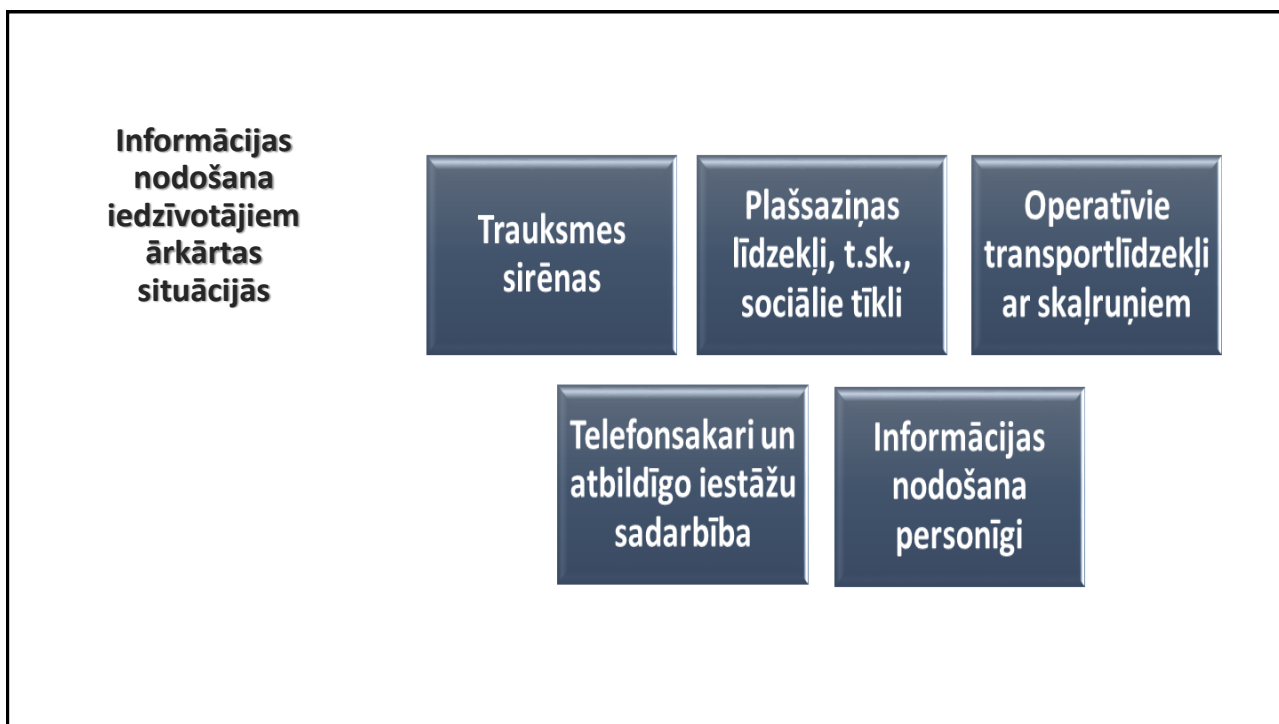 Informācijas
nodošana
iedzīvotājiem
ārkārtas
situācijās
Trauksmes
sirēnas
Plašsaziņas
līdzekļi, t.sk.,
sociālie tīkli
Operatīvie
transportlīdzekļi
ar skaļruņiem
Telefonsakari un
atbildīgo iestāžu
sadarbība
Informācijas
nodošana
personīgi